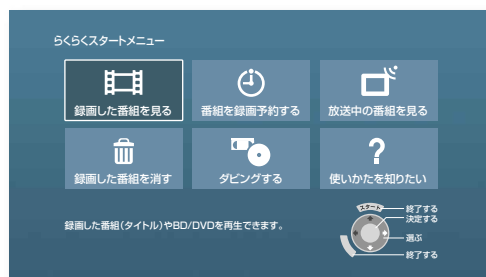 らくらくスタートメニュー
録画した番組を見る
番組を録画予約する
放送中の番組を見る
録画した番組を消す
ダビングする
?
使いかたを知りたい
録画した番組(タイトル)やBD/DVDを再生できます。
スタート
終了する
決定する
選ぶ
終了する